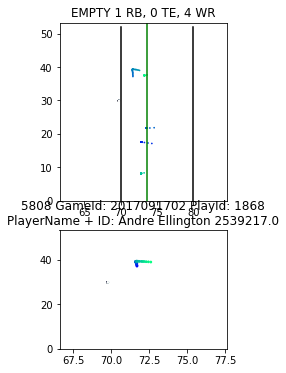 EMPTY 1 RB, 0 TE, 4 WR
50
40
30
20
10
0
65 70 75 80
5808 GameId: 2017091702 PlayId: 1868
PlayerName + ID: Andre Ellington 2539217.0
40
20
0
67.5 70.0 72.5 75.0 77.5